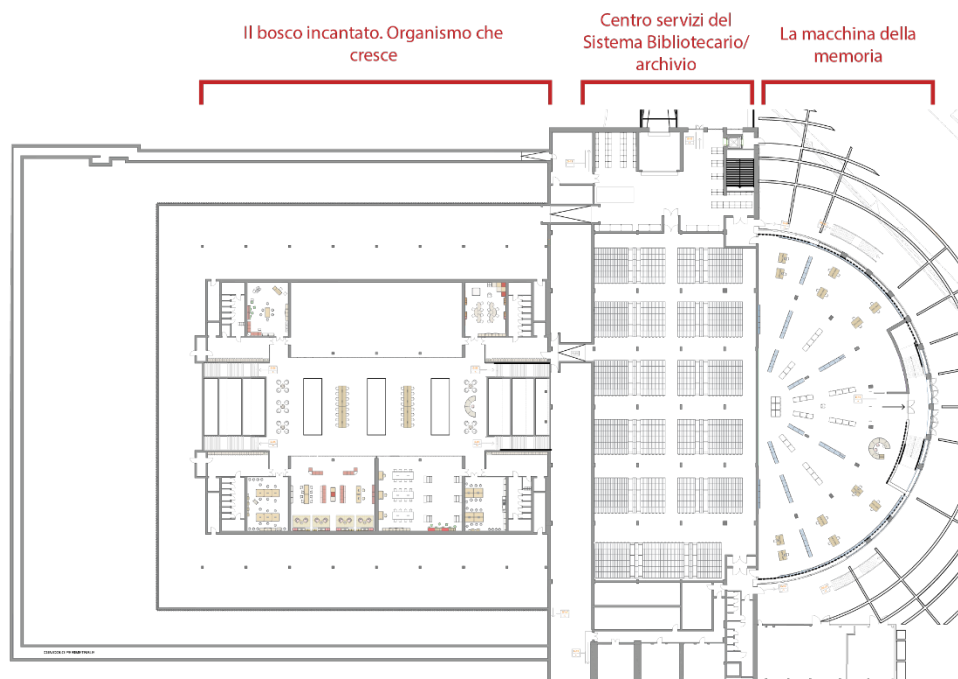 Il bosco incantato. Organismo che
cresce
Centro servizi del
Sistema Bibliotecario/
archivio
La macchina della
memoria